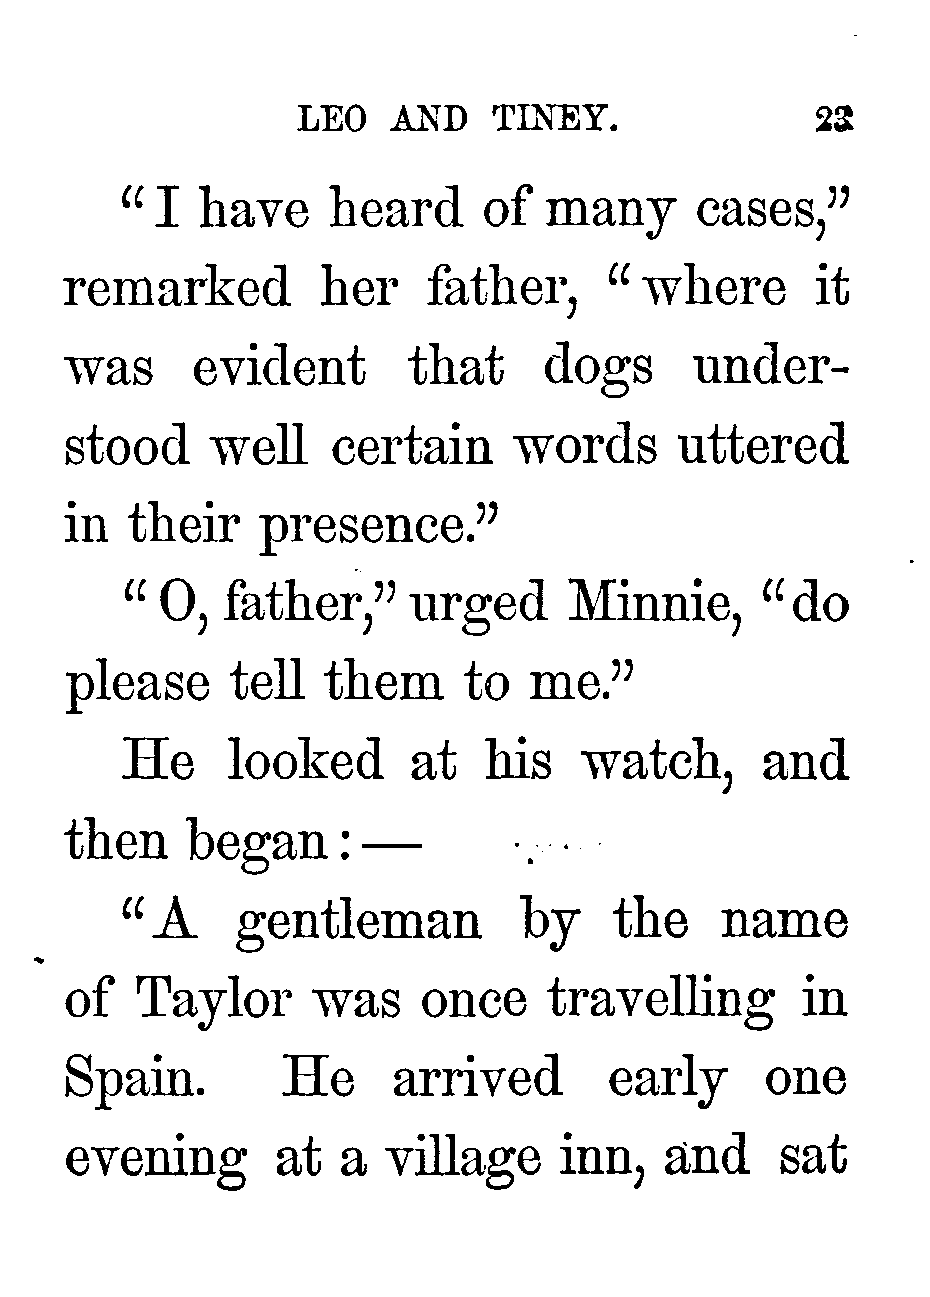 LEO AND TINEY. 23
“ I have heard of many cases,”
remarked her father, “ where it
was evident that dogs under-
stood well certain words uttered
in their presence.”
“ O, father,” urged Minnie, “ do
please tell them to me.”
He looked at his watch, and
then began : —
“ A gentleman by the name
of Taylor was once travelling in
Spain. He arrived early one
evening at a village inn, and sat